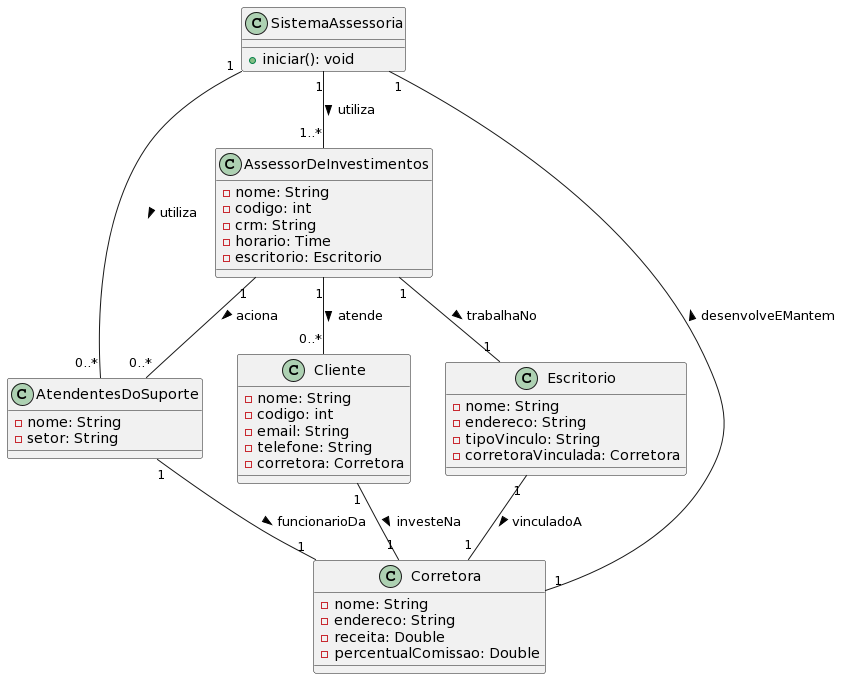 C SistemaAssessoria
iniciar(): void
1
1
1
utiliza
1..*
C AssessorDeInvestimentos
nome: String
codigo: int
crm: String
horario: Time
escritorio: Escritorio
utiliza
1
1
1
aciona
atende
trabalhaNo
desenvolveEMantem
0..*
0..*
0..*
1
C AtendentesDoSuporte
nome: String
setor: String
C Cliente
nome: String
codigo: int
email: String
telefone: String
corretora: Corretora
C Escritorio
nome: String
endereco: String
tipoVinculo: String
corretoraVinculada: Corretora
1
1
1
funcionarioDa
investeNa
vinculadoA
1
1
1
1
C Corretora
nome: String
endereco: String
receita: Double
percentualComissao: Double